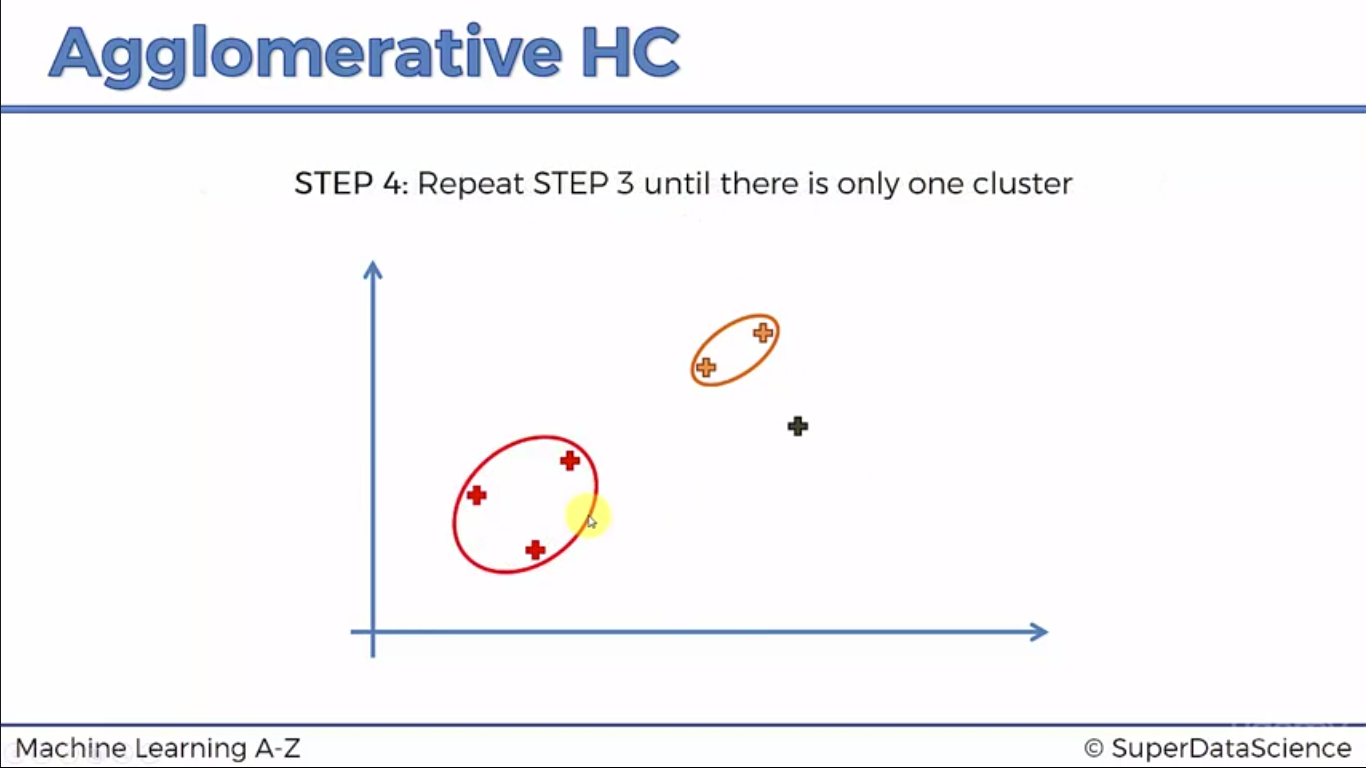 Agglomerative HC
STEP 4: Repeat STEP 3 until there is only one cluster
Machine Learning A-Z
© SuperDataScience